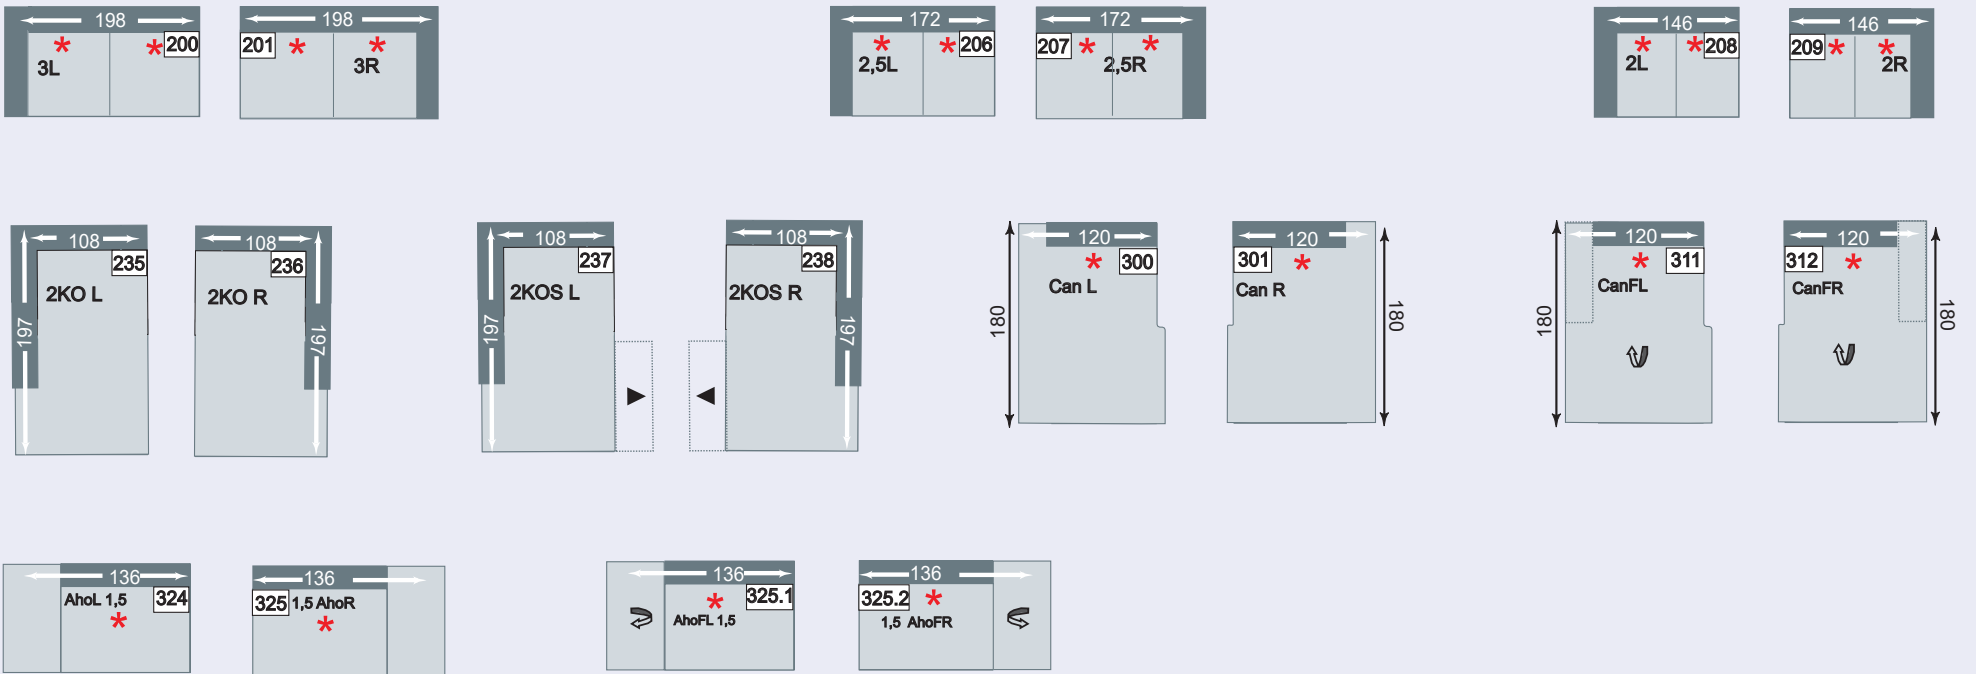 198
3L
* * 200
198
201 * *
3R
172
* * 206
2,5L
172
207 * *
2,5R
146
* * 208
2L
146
209 * *
2R
108
235
2KO L
197
108
236
2KO R
197
108
237
2KOS L
197
108
238
2KOS R
197
120
* 300
Can L
180
120
301 *
Can R
180
120
* 311
CanFL
180
120
312 *
CanFR
180
136
AhoL 1,5 324
*
136
325 1,5 AhoR
*
136
* 325.1
AhoFL 1,5
136
325.2 *
1,5 AhoFR